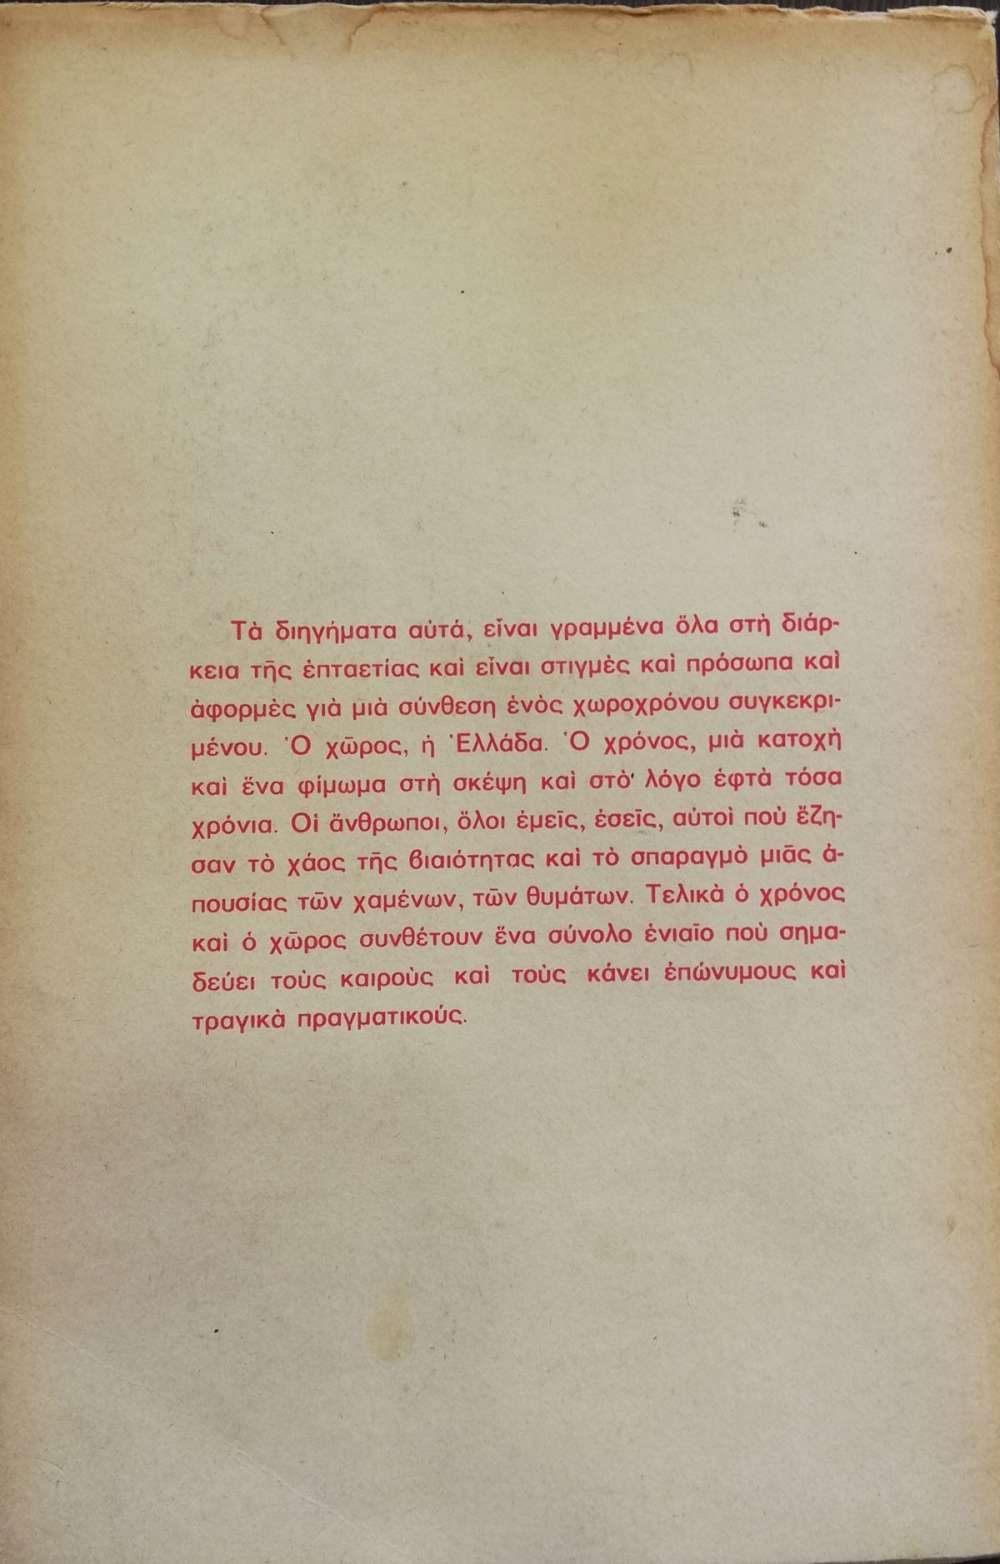 Τὰ διηγήματα αὐτά, εἶναι γραμμένα ὅλα στὴ διάρ-
κεια τῆς ἑπταετίας καὶ εἶναι στιγμὲς καὶ πρόσωπα καὶ
ἀφορμὲς γιὰ μιὰ σύνθεση ἑνὸς χωροχρόνου συγκεκρι-
μένου. Ὁ χῶρος, ἡ Ἑλλάδα. Ὁ χρόνος, μιὰ κατοχὴ
καὶ ἕνα φίμωμα στὴ σκέψη καὶ στὸ λόγο ἑφτὰ τόσα
χρόνια. Οἱ ἄνθρωποι, ὅλοι ἐμεῖς, ἐσεῖς, αὐτοὶ ποὺ ἔζη-
σαν τὸ χάος τῆς βιαιότητας καὶ τὸ σπαραγμὸ μιᾶς ἀ-
πουσίας τῶν χαμένων, τῶν θυμάτων. Τελικὰ ὁ χρόνος
καὶ ὁ χῶρος συνθέτουν ἕνα σύνολο ἑνιαῖο ποὺ σημα-
δεύει τοὺς καιροὺς καὶ τοὺς κάνει ἐπώνυμους καὶ
τραγικὰ πραγματικούς.